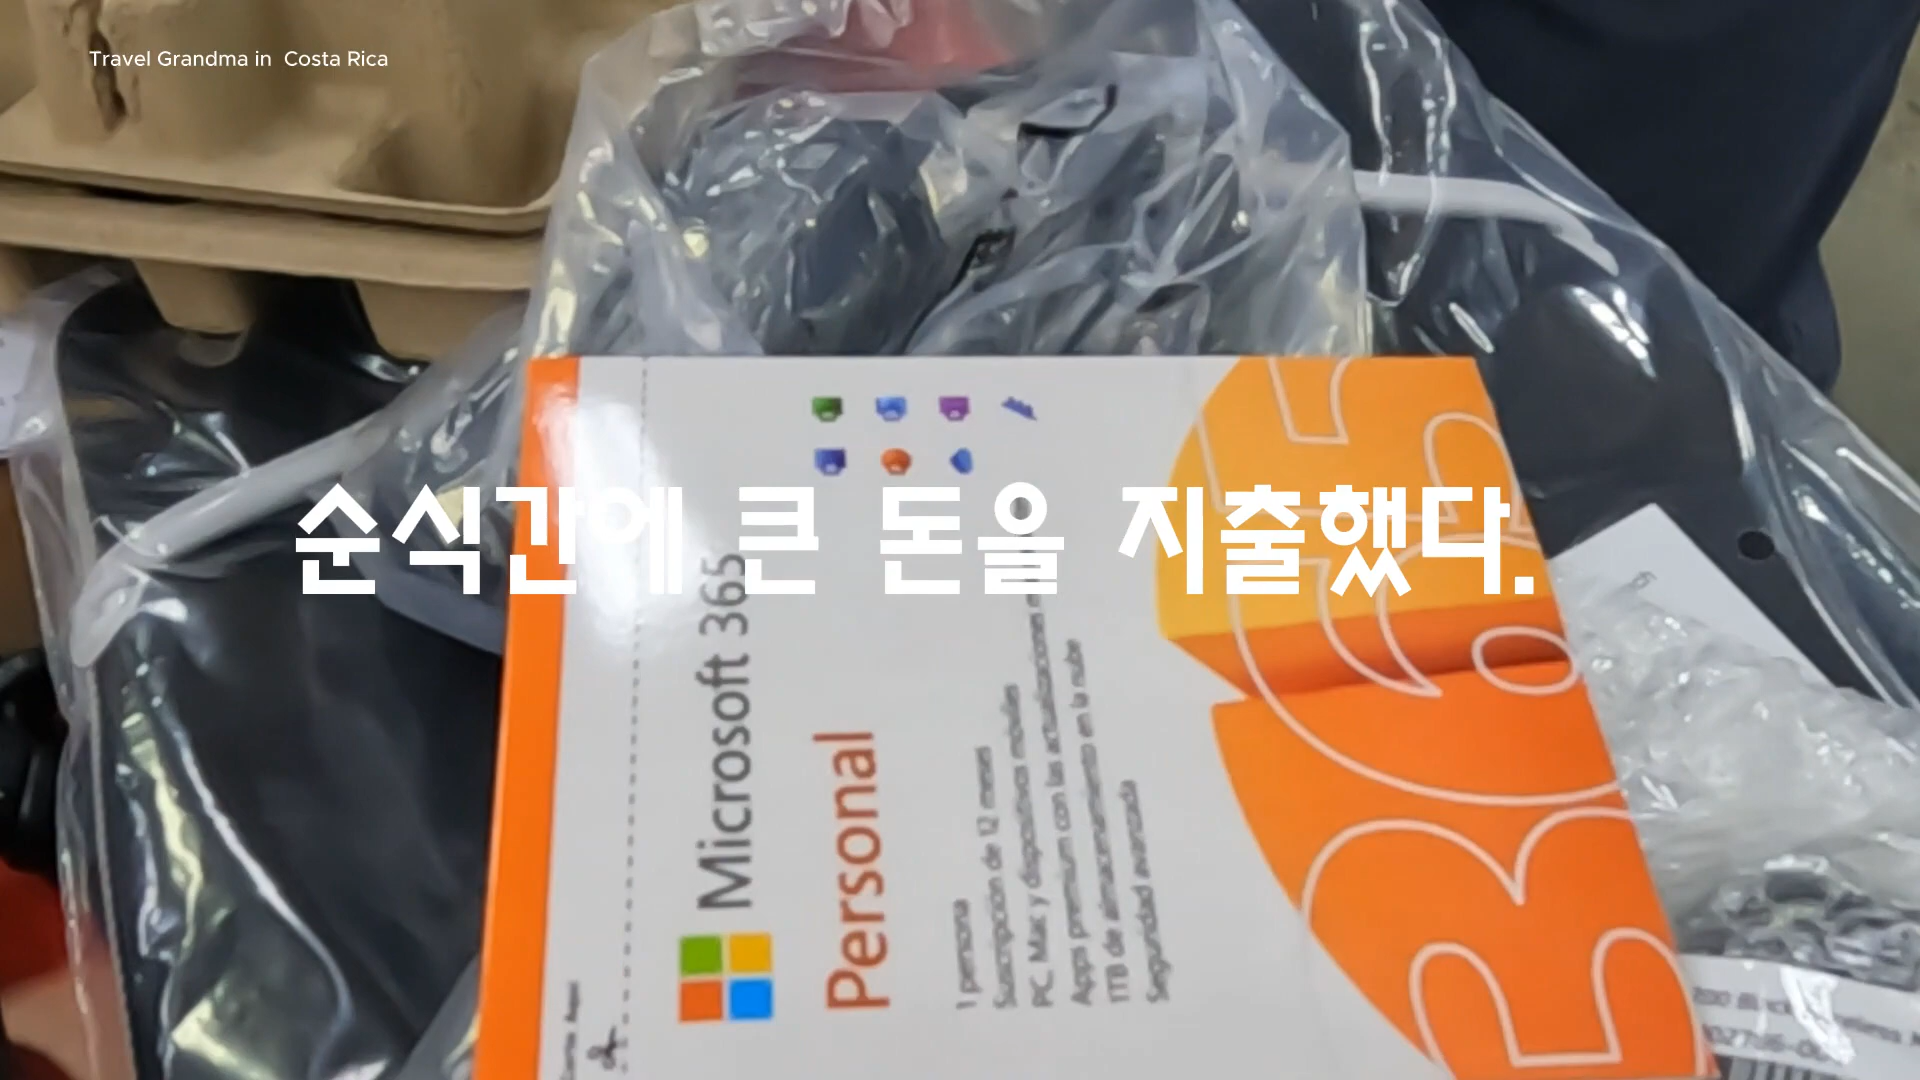 Travel Grandma in  Costa Rica
순식간에 큰 돈을 지출했다.
Microsoft 365
Personal
1 persona
Suscripción de 12 meses
PC, Mac y dispositivos móviles
Apps premium con las actualizaciones
1TB de almacenamiento en la nube
Seguridad avanzada
365